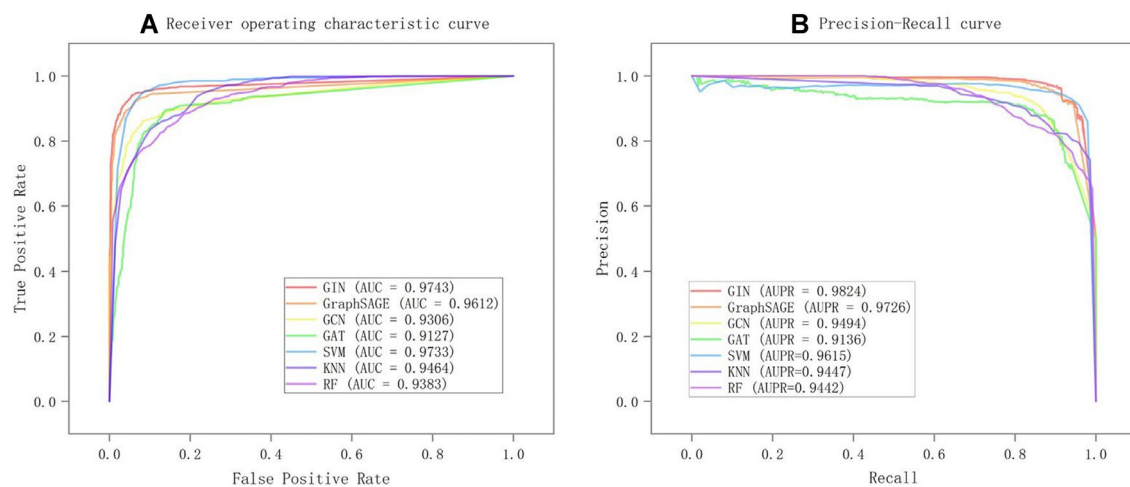 A Receiver operating characteristic curve
True Positive Rate
1.0
0.8
0.6
0.4
0.2
0.0
GIN (AUC = 0.9743)
GraphSAGE (AUC = 0.9612)
GCN (AUC = 0.9306)
GAT (AUC = 0.9127)
SVM (AUC = 0.9733)
KNN (AUC = 0.9464)
RF (AUC = 0.9383)
0.0 0.2 0.4 0.6 0.8 1.0
False Positive Rate
B Precision-Recall curve
Precision
1.0
0.8
0.6
0.4
0.2
0.0
GIN (AUPR = 0.9824)
GraphSAGE (AUPR = 0.9726)
GCN (AUPR = 0.9494)
GAT (AUPR = 0.9136)
SVM (AUPR=0.9615)
KNN (AUPR=0.9447)
RF (AUPR=0.9442)
0.0 0.2 0.4 0.6 0.8 1.0
Recall